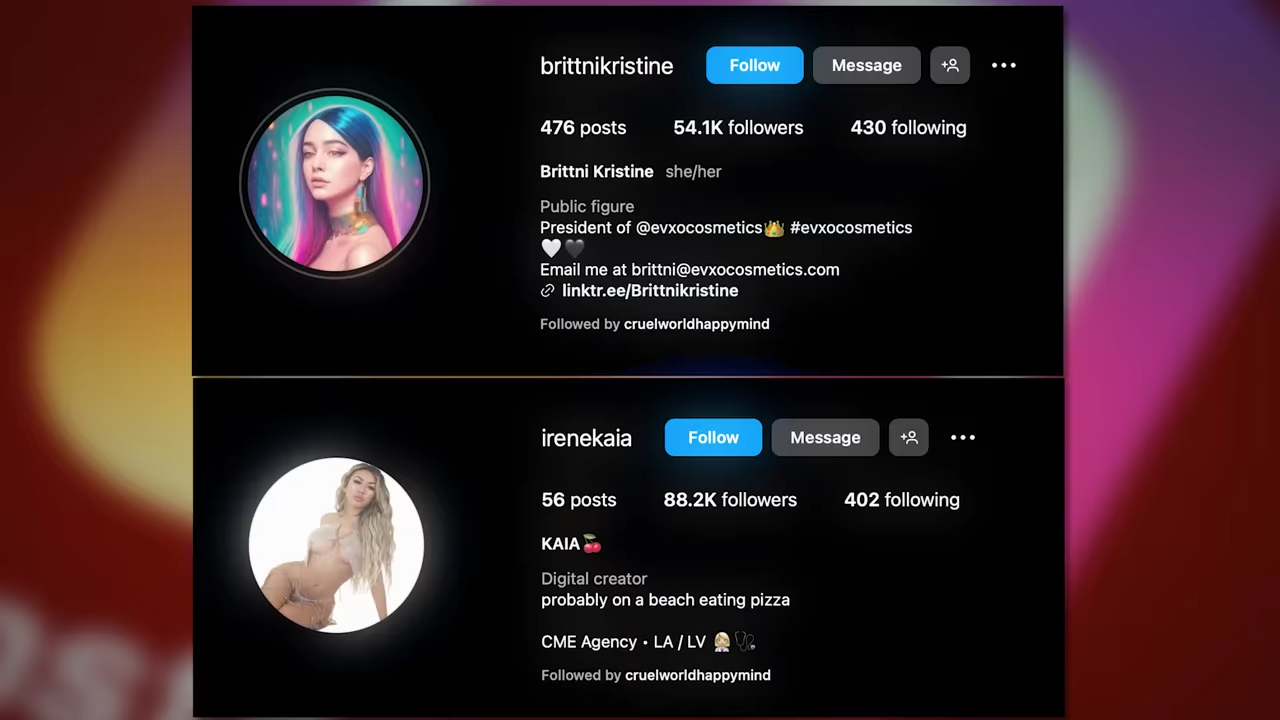 brittnikristine Follow Message
476 posts 54.1K followers 430 following
Brittni Kristine she/her
Public figure
President of @evxocosmetics👑 #evxocosmetics
🤍🖤
Email me at brittni@evxocosmetics.com
linktr.ee/Brittnikristine
Followed by cruelworldhappymind
irenekaia Follow Message
56 posts 88.2K followers 402 following
KAIA🍒
Digital creator
probably on a beach eating pizza
CME Agency • LA / LV 👩🏼‍⚕️🩺
Followed by cruelworldhappymind